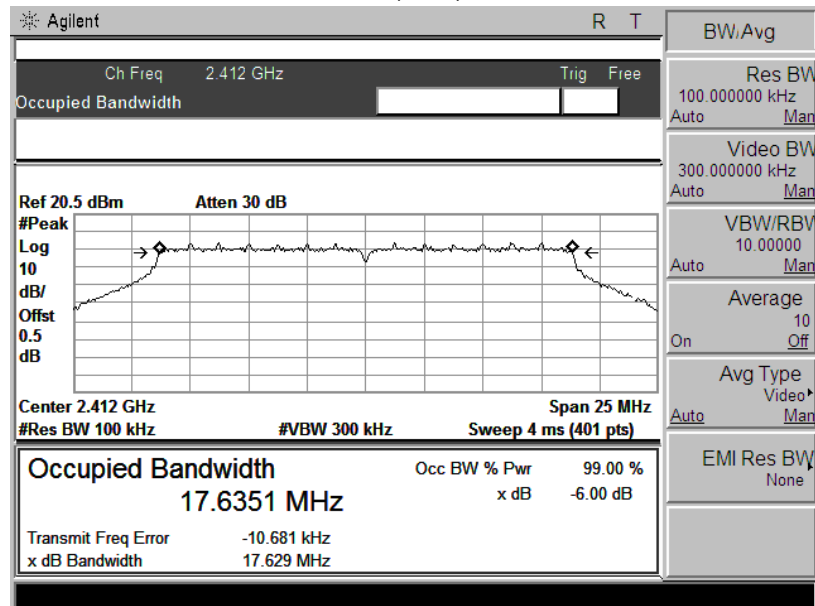 Agilent R T
Ch Freq 2.412 GHz Trig Free
Occupied Bandwidth
Ref 20.5 dBm Atten 30 dB
#Peak
Log
10
dB/
Offst
0.5
dB
Center 2.412 GHz Span 25 MHz
#Res BW 100 kHz #VBW 300 kHz Sweep 4 ms (401 pts)
Occupied Bandwidth Occ BW % Pwr 99.00 %
17.6351 MHz x dB -6.00 dB
Transmit Freq Error -10.681 kHz
x dB Bandwidth 17.629 MHz
BW/Avg
Res BW
100.000000 kHz
Auto Man
Video BW
300.000000 kHz
Auto Man
VBW/RBW
10.00000
Auto Man
Average
10
On Off
Avg Type
Video
Auto Man
EMI Res BW
None